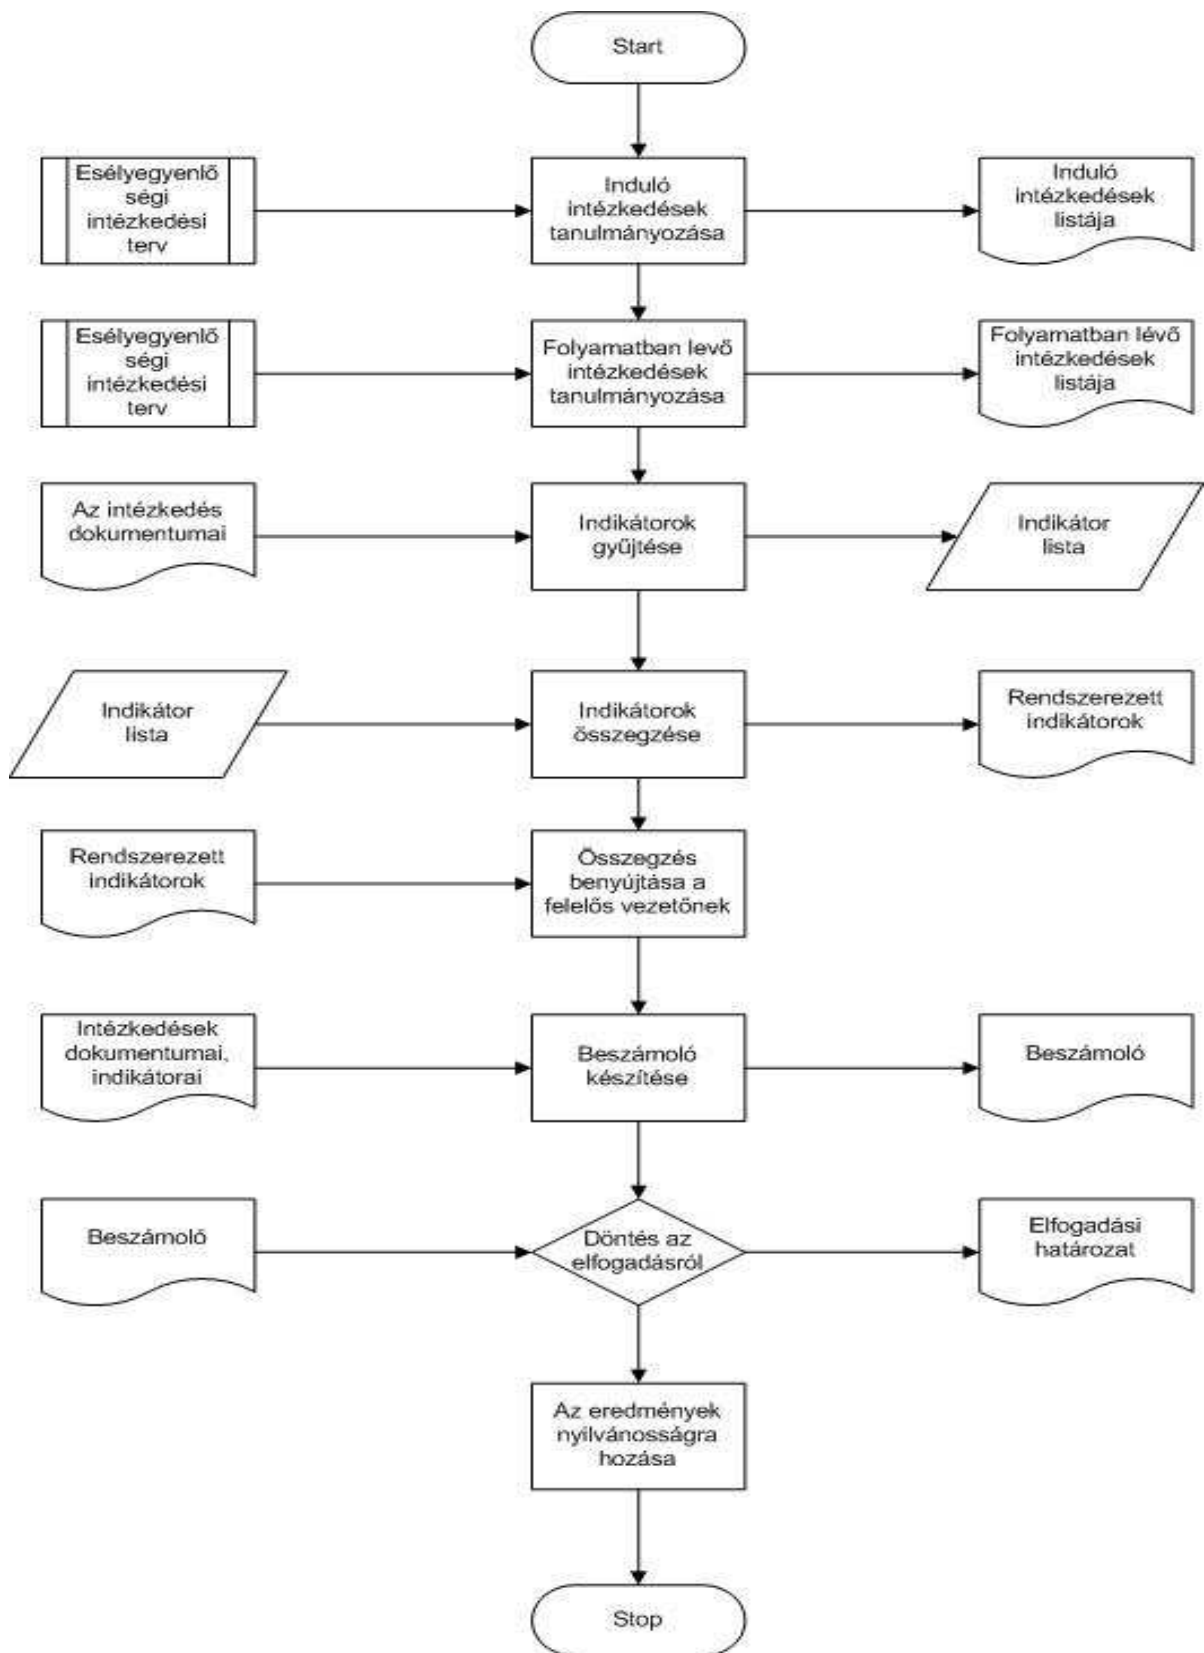 Start
Esélyegyenlő
ségi
intézkedési
terv
Induló
intézkedések
tanulmányozása
Induló
intézkedések
listája
Esélyegyenlő
ségi
intézkedési
terv
Folyamatban levő
intézkedések
tanulmányozása
Folyamatban lévő
intézkedések
listája
Az intézkedés
dokumentumai
Indikátorok
gyűjtése
Indikátor
lista
Indikátor
lista
Indikátorok
összegzése
Rendszerezett
indikátorok
Rendszerezett
indikátorok
Összegzés
benyújtása a
felelős vezetőnek
Intézkedések
dokumentumai,
indikátorai
Beszámoló
készítése
Beszámoló
Beszámoló
Döntés az
elfogadásról
Elfogadási
határozat
Az eredmények
nyilvánosságra
hozása
Stop